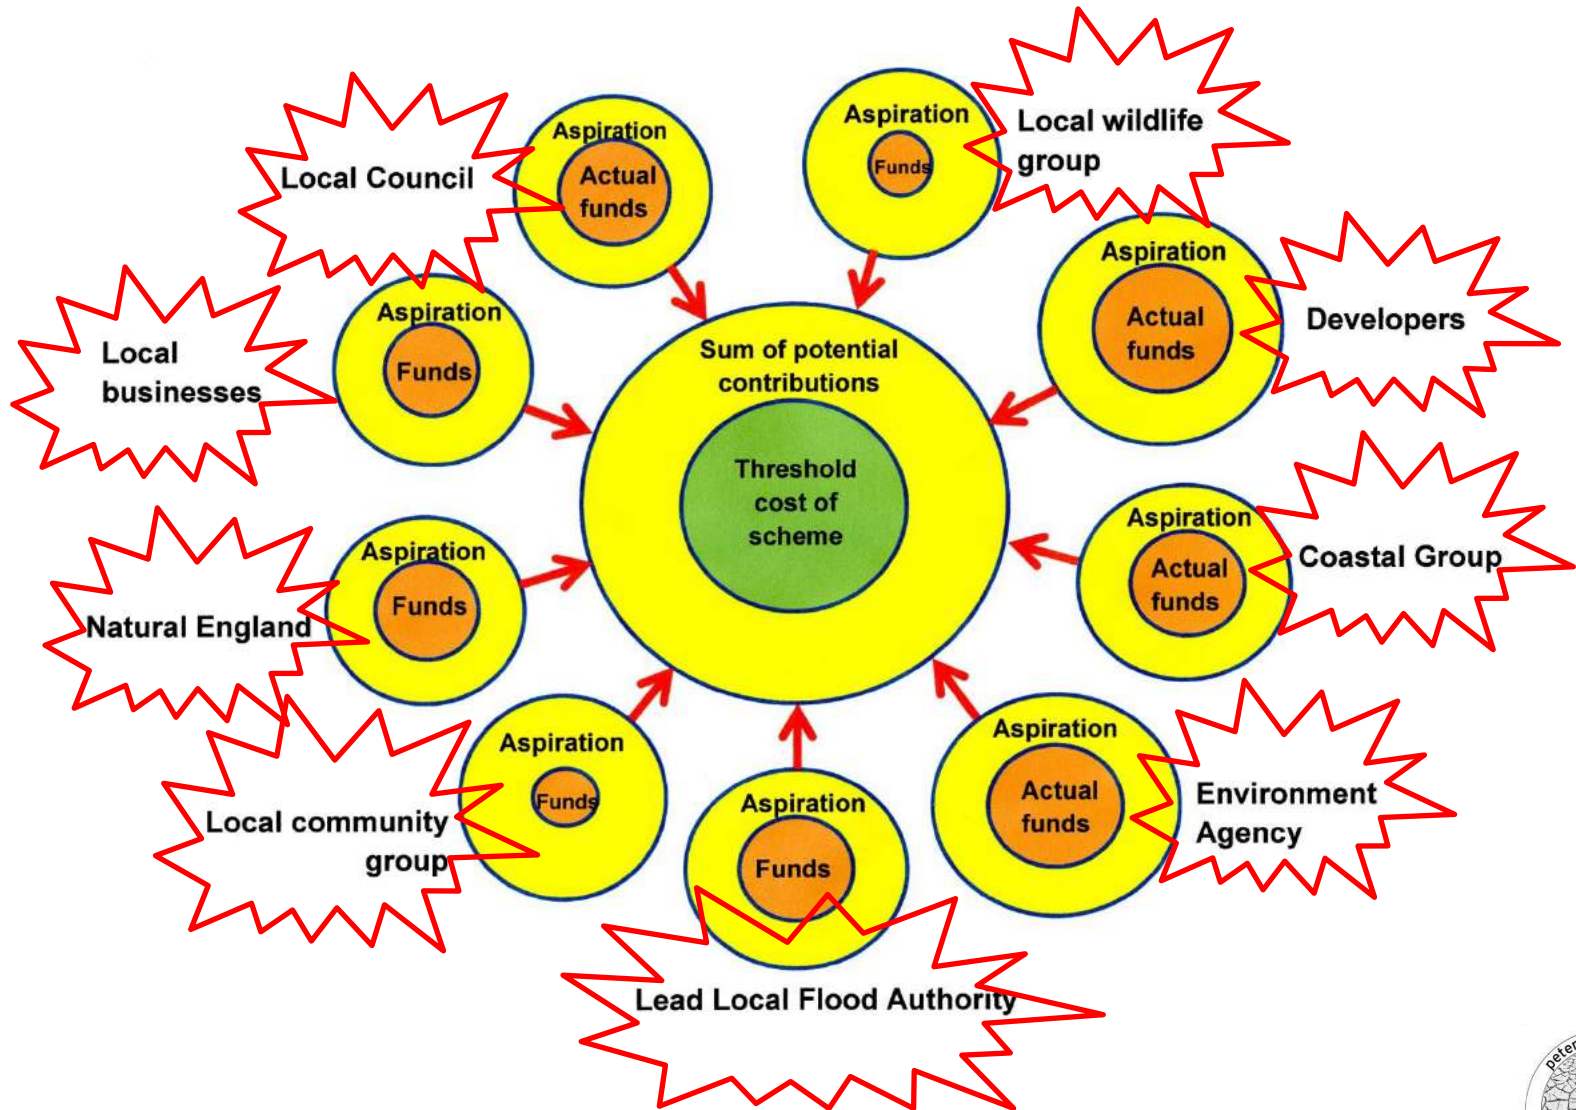 Local Council
Aspiration
Actual
funds
Aspiration
Funds
Local wildlife
group
Local
businesses
Aspiration
Funds
Aspiration
Actual
funds
Developers
Sum of potential
contributions
Threshold
cost of
scheme
Natural England
Aspiration
Funds
Aspiration
Actual
funds
Coastal Group
Local community
group
Aspiration
Funds
Aspiration
Funds
Lead Local Flood Authority
Aspiration
Actual
funds
Environment
Agency
peter